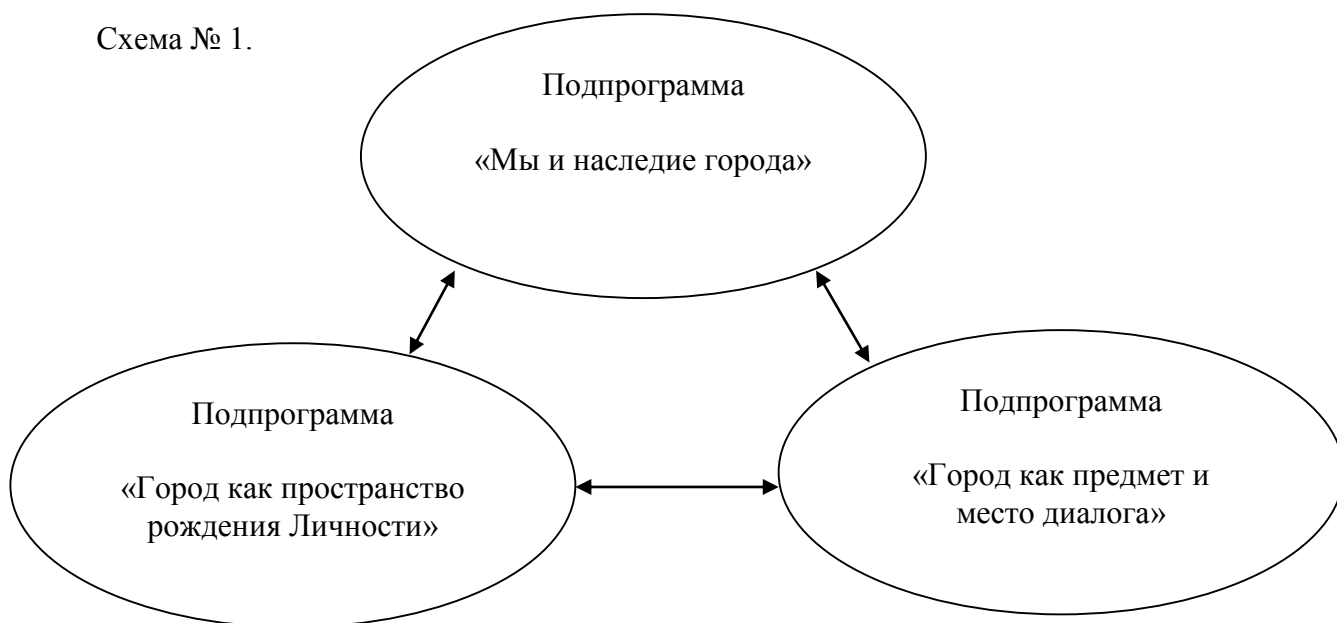 Схема № 1.
Подпрограмма
«Мы и наследие города»
Подпрограмма
«Город как пространство
рождения Личности»
Подпрограмма
«Город как предмет и
место диалога»